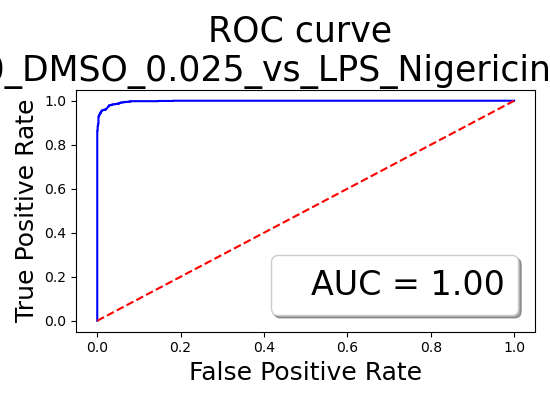 ROC curve
0_DMSO_0.025_vs_LPS_Nigericin
True Positive Rate
1.0
0.8
0.6
0.4
0.2
0.0
AUC = 1.00
0.0 0.2 0.4 0.6 0.8 1.0
False Positive Rate